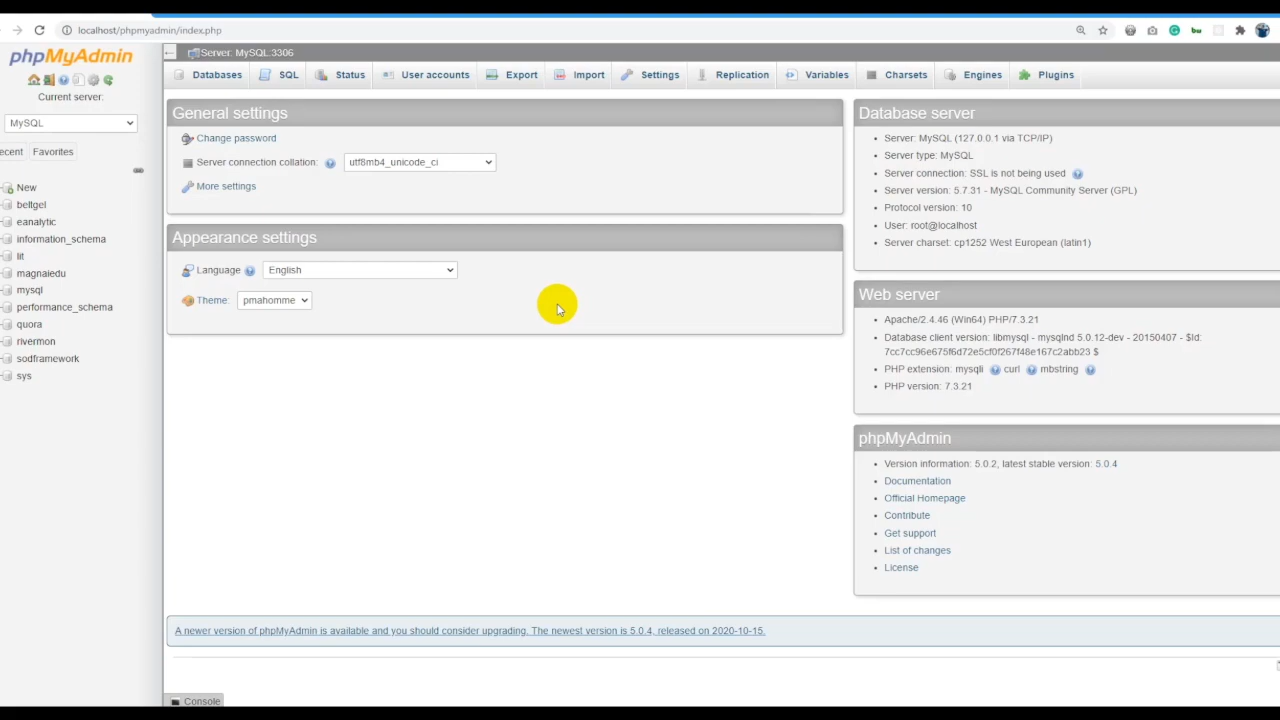 localhost/phpmyadmin/index.php
phpMyAdmin
Current server:
MySQL
ecent Favorites
New
beltgel
eanalytic
information_schema
lit
magnaiedu
mysql
performance_schema
quora
rivermon
sodframework
sys
Server: MySQL:3306
Databases SQL Status User accounts Export Import Settings Replication Variables Charsets Engines Plugins
General settings
Change password
Server connection collation: utf8mb4_unicode_ci
More settings
Appearance settings
Language English
Theme: pmahomme
Database server
Server: MySQL (127.0.0.1 via TCP/IP)
Server type: MySQL
Server connection: SSL is not being used
Server version: 5.7.31 - MySQL Community Server (GPL)
Protocol version: 10
User: root@localhost
Server charset: cp1252 West European (latin1)
Web server
Apache/2.4.46 (Win64) PHP/7.3.21
Database client version: libmysql - mysqlnd 5.0.12-dev - 20150407 - $Id:
7cc7cc96e675f6d72e5cf0f267f48e167c2abb23 $
PHP extension: mysqli curl mbstring
PHP version: 7.3.21
phpMyAdmin
Version information: 5.0.2, latest stable version: 5.0.4
Documentation
Official Homepage
Contribute
Get support
List of changes
License
A newer version of phpMyAdmin is available and you should consider upgrading. The newest version is 5.0.4, released on 2020-10-15.
Console